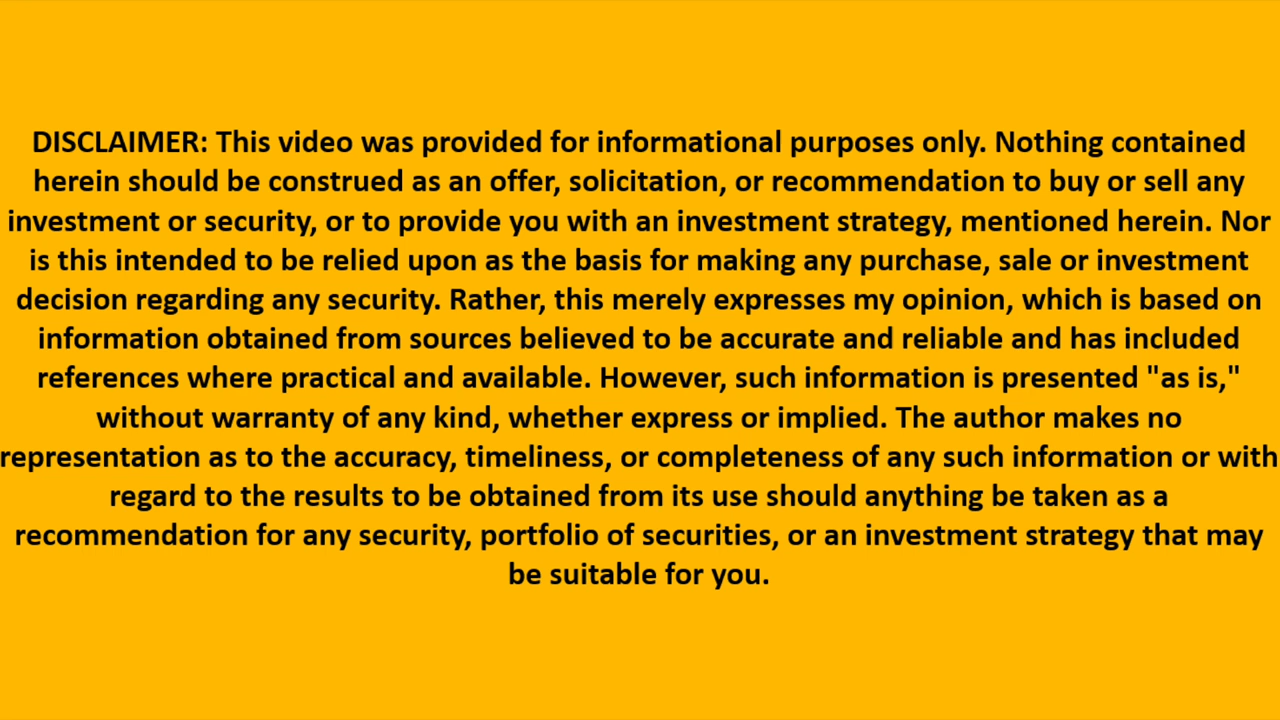 DISCLAIMER: This video was provided for informational purposes only. Nothing contained
herein should be construed as an offer, solicitation, or recommendation to buy or sell any
investment or security, or to provide you with an investment strategy, mentioned herein. Nor
is this intended to be relied upon as the basis for making any purchase, sale or investment
decision regarding any security. Rather, this merely expresses my opinion, which is based on
information obtained from sources believed to be accurate and reliable and has included
references where practical and available. However, such information is presented "as is,"
without warranty of any kind, whether express or implied. The author makes no
representation as to the accuracy, timeliness, or completeness of any such information or with
regard to the results to be obtained from its use should anything be taken as a
recommendation for any security, portfolio of securities, or an investment strategy that may
be suitable for you.